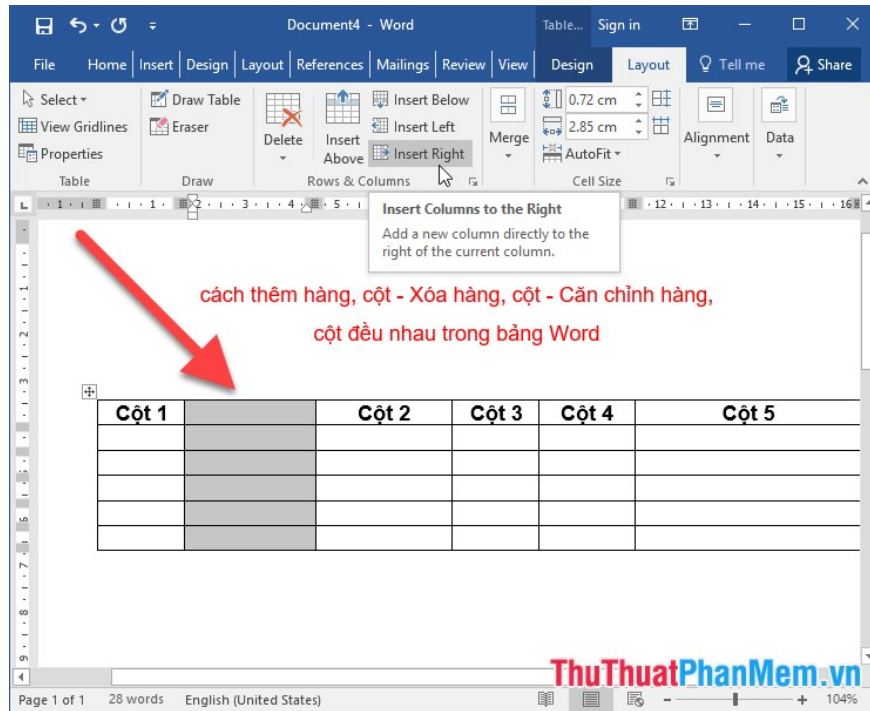 Document4 - Word
Table... Sign in
File Home Insert Design Layout References Mailings Review View Design Layout Tell me Share
Select
View Gridlines
Properties
Table
Draw Table
Eraser
Draw
Delete
Insert
Above
Insert Below
Insert Left
Insert Right
Rows & Columns
Merge
0.72 cm
2.85 cm
AutoFit
Cell Size
Alignment
Data
Insert Columns to the Right
Add a new column directly to the
right of the current column.
cách thêm hàng, cột - Xóa hàng, cột - Căn chỉnh hàng,
cột đều nhau trong bảng Word
Cột 1 Cột 2 Cột 3 Cột 4 Cột 5
ThuThuatPhanMem.vn
Page 1 of 1 28 words English (United States) 104%